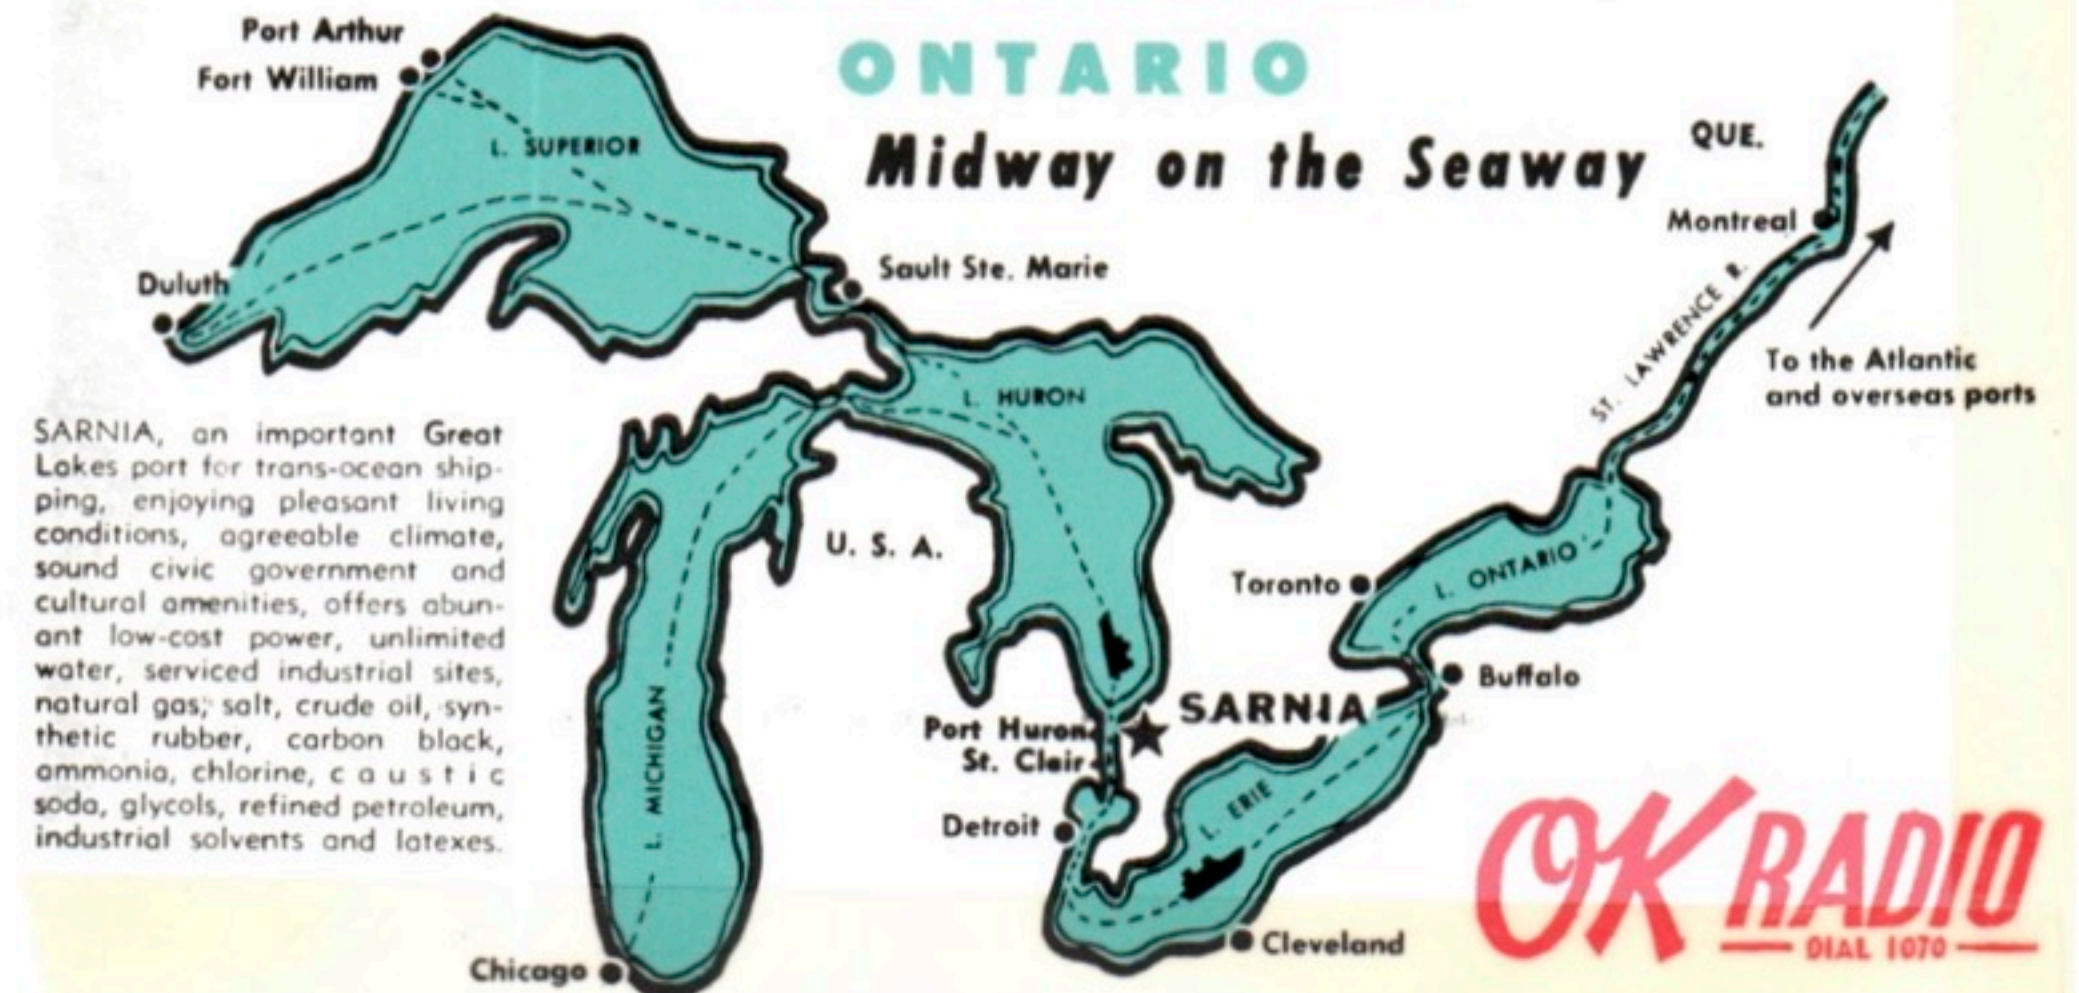 Port Arthur
Fort William
ONTARIO
Midway on the Seaway
QUE.
L. SUPERIOR
Montreal
Sault Ste. Marie
Duluth
ST. LAWRENCE R.
To the Atlantic
and overseas ports
L. HURON
SARNIA, an important Great
Lakes port for trans-ocean ship-
ping, enjoying pleasant living
conditions, agreeable climate,
sound civic government and
cultural amenities, offers abun-
ant low-cost power, unlimited
water, serviced industrial sites,
natural gas; salt, crude oil, syn-
thetic rubber, carbon black,
ammonia, chlorine, caustic
soda, glycols, refined petroleum,
industrial solvents and latexes.
U. S. A.
Toronto
L. ONTARIO
Buffalo
SARNIA
Port Huron
St. Clair
L. MICHIGAN
L. ERIE
Detroit
Cleveland
Chicago
OK RADIO
DIAL 1070